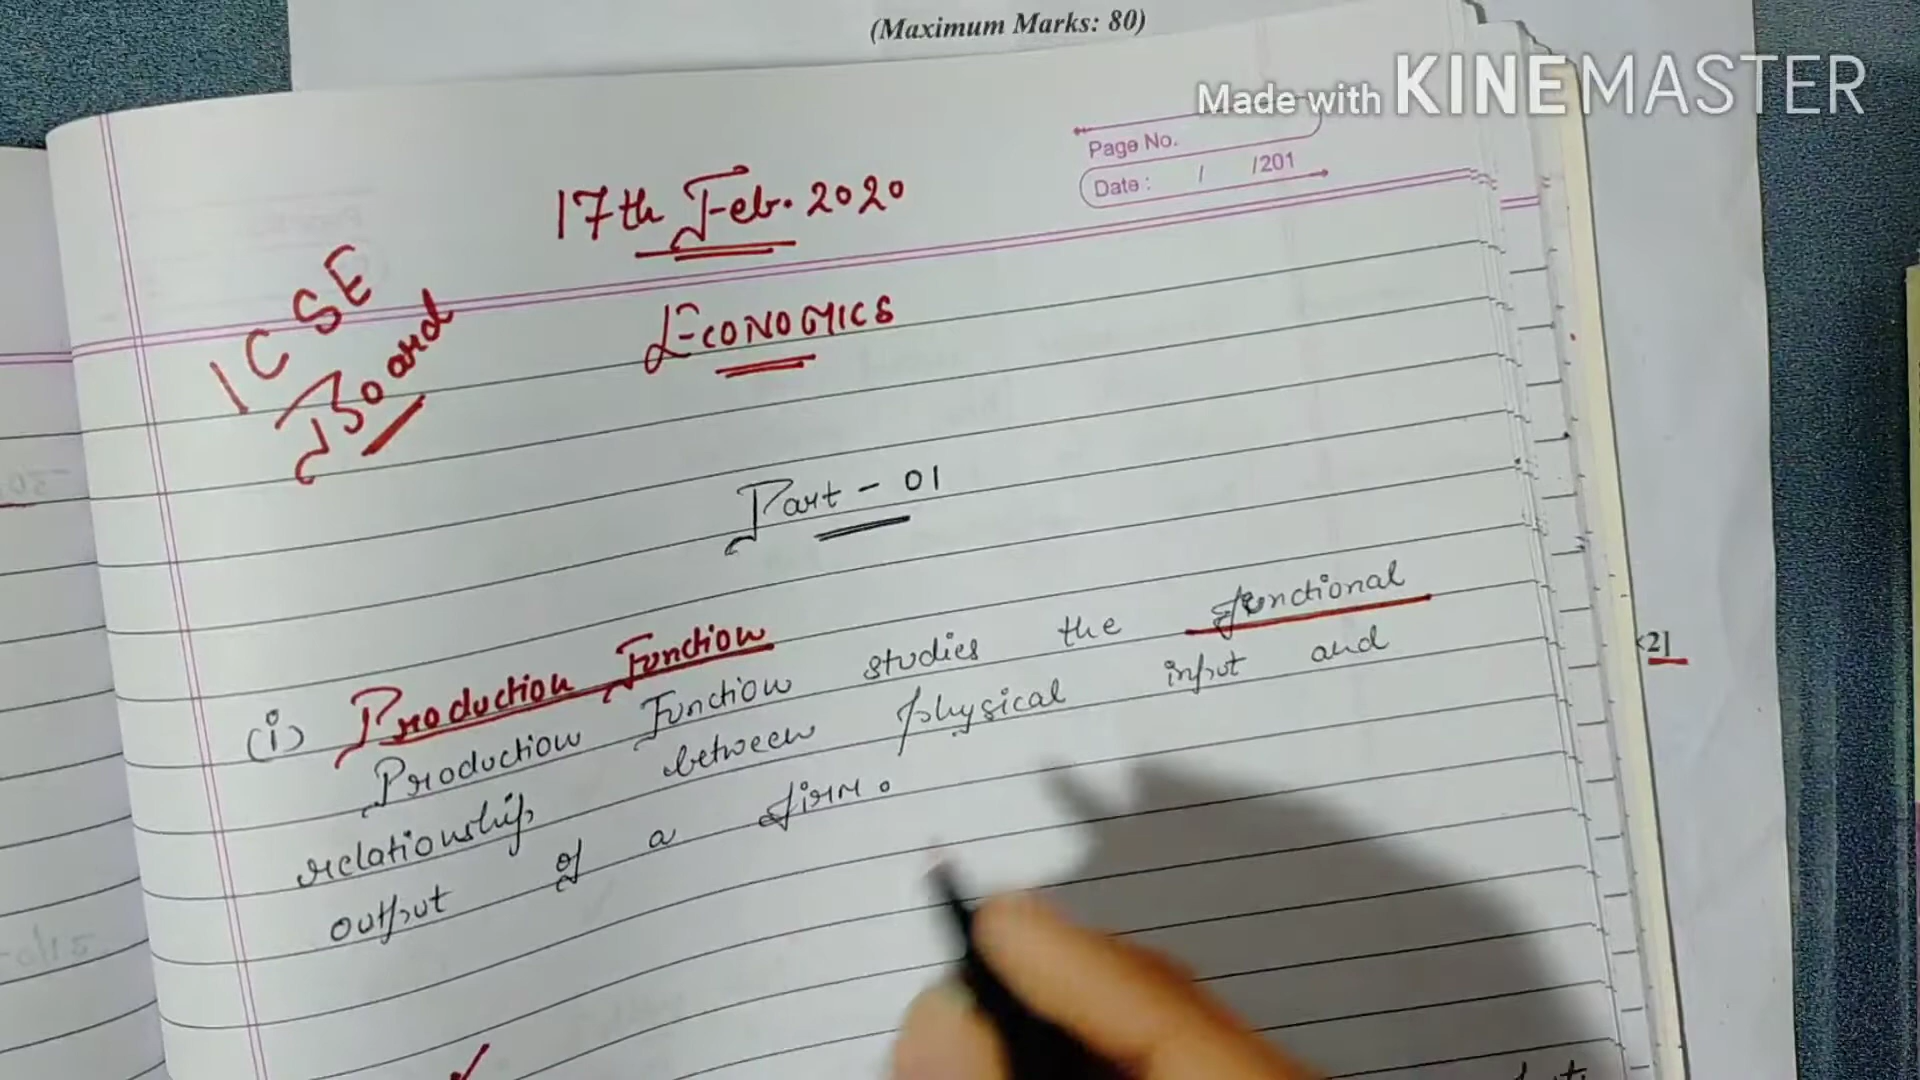 (Maximum Marks: 80)
Made with KINEMASTER
Page No.
Date : / /201
17th Feb. 2020
ICSE
Board
ECONOMICS
Part - 01
(i) Production Function
Production Function studies the functional
relationship between physical input and
output of a firm.
[2]